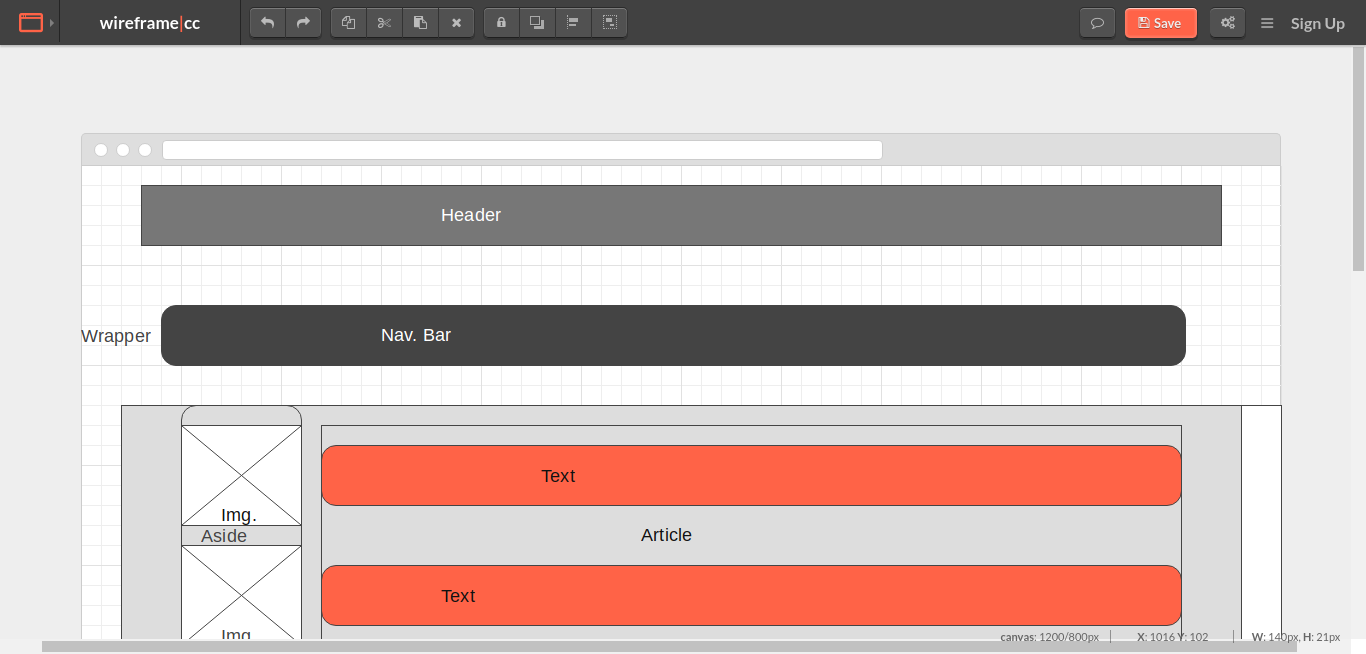 wireframe|cc
Save
Sign Up
Header
Wrapper
Nav. Bar
Text
Img.
Aside
Article
Text
Img.
canvas: 1200/800px
X: 1016 Y: 102
W: 140px, H: 21px